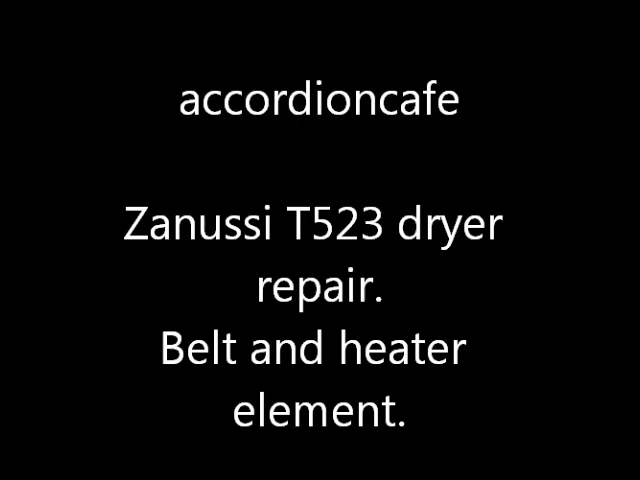 accordioncafe
Zanussi T523 dryer
repair.
Belt and heater
element.